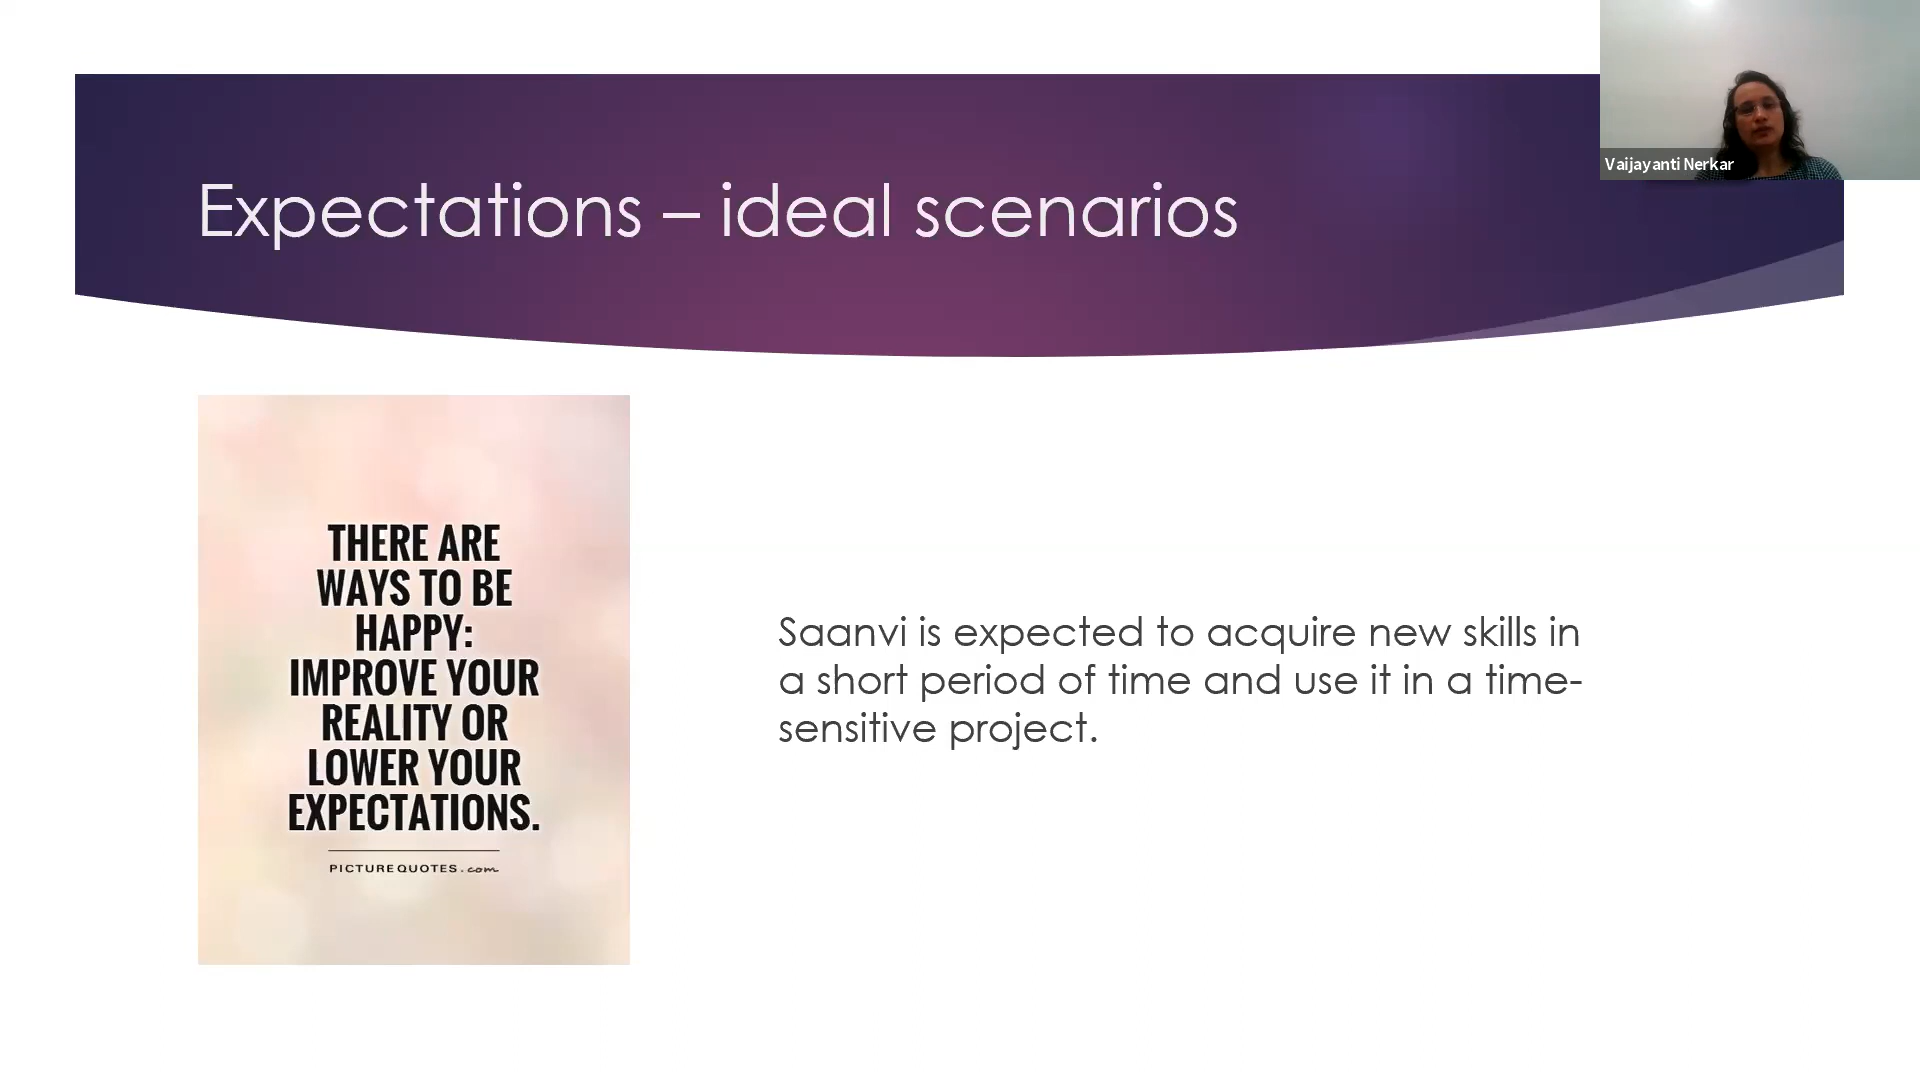 Vaijayanti Nerkar
Expectations – ideal scenarios
THERE ARE
WAYS TO BE
HAPPY:
IMPROVE YOUR
REALITY OR
LOWER YOUR
EXPECTATIONS.
PICTUREQUOTES.com
Saanvi is expected to acquire new skills in
a short period of time and use it in a time-
sensitive project.